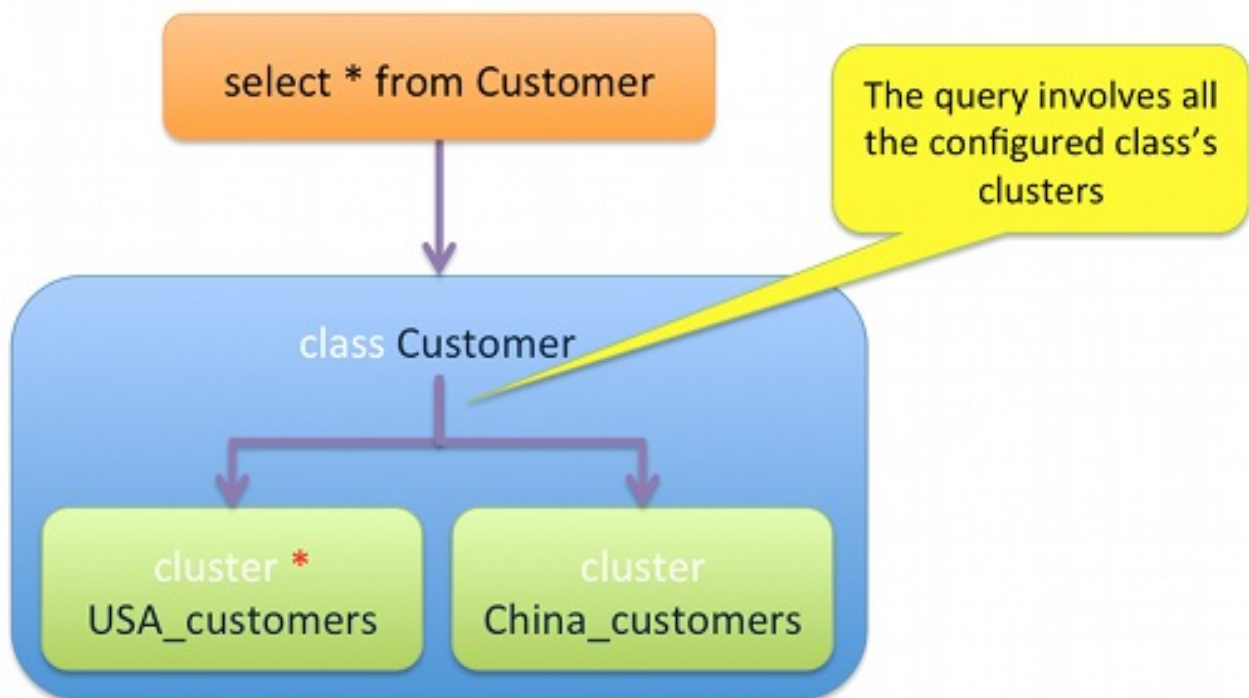 select * from Customer
The query involves all
the configured class's
clusters
class Customer
cluster *
USA_customers
cluster
China_customers